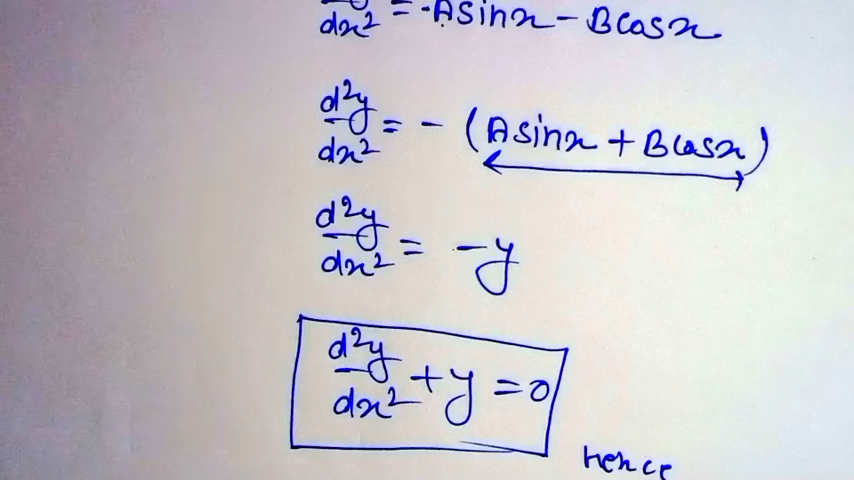 d²y/dx² = -Asinx - Bcosx
d²y/dx² = - (Asinx + Bcosx)
d²y/dx² = -y
d²y/dx² + y = 0
Hence